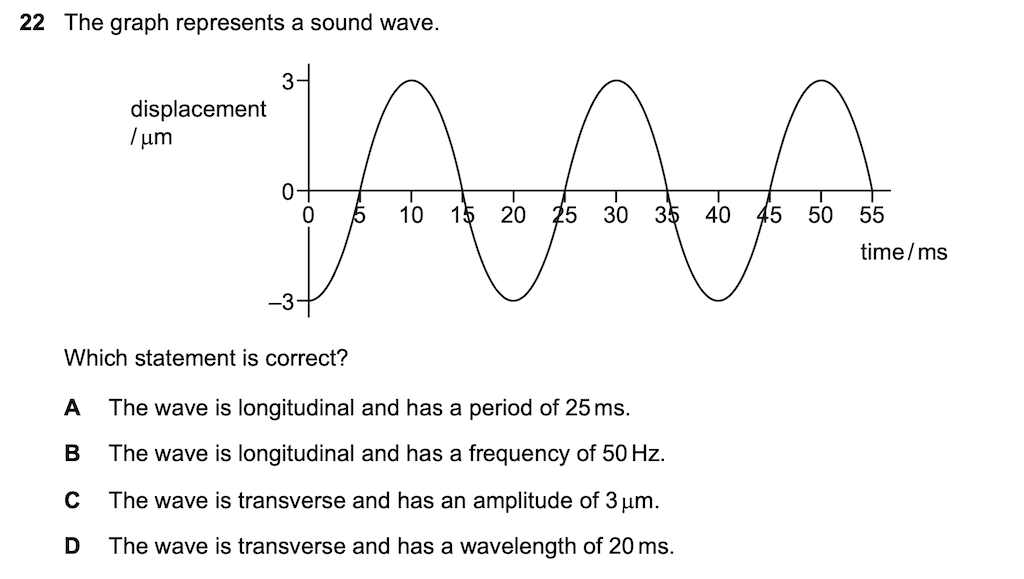 22 The graph represents a sound wave.
3
displacement
/ μm
0
0 5 10 15 20 25 30 35 40 45 50 55
time / ms
–3
Which statement is correct?
A The wave is longitudinal and has a period of 25 ms.
B The wave is longitudinal and has a frequency of 50 Hz.
C The wave is transverse and has an amplitude of 3 μm.
D The wave is transverse and has a wavelength of 20 ms.